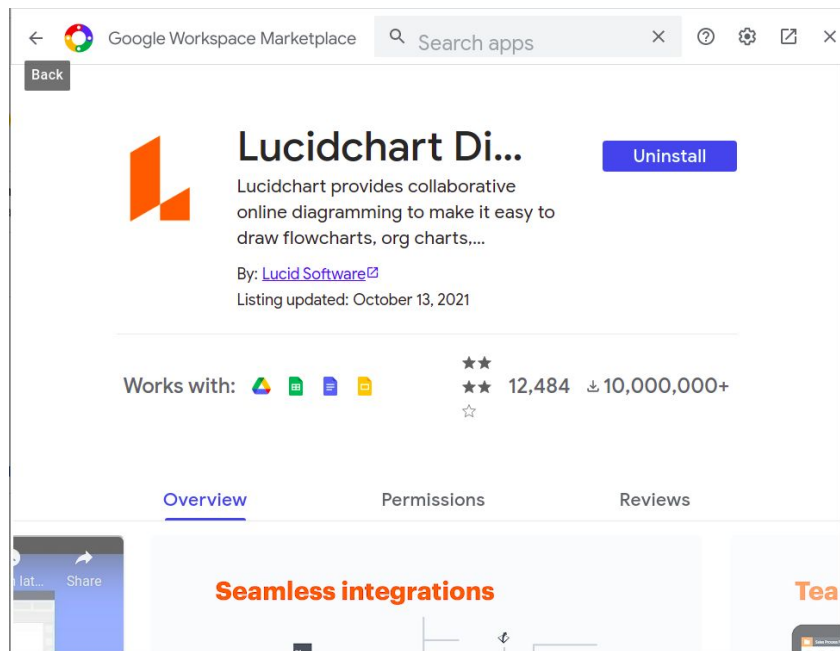 Google Workspace Marketplace
Search apps
Back
Lucidchart Di...
Uninstall
Lucidchart provides collaborative
online diagramming to make it easy to
draw flowcharts, org charts,...
By: Lucid Software
Listing updated: October 13, 2021
Works with:
12,484
10,000,000+
Overview
Permissions
Reviews
lat...
Share
Seamless integrations
Tea